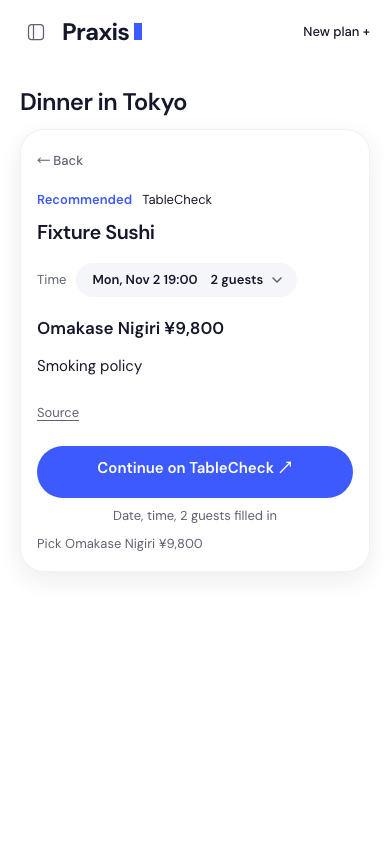 Praxis
New plan +
Dinner in Tokyo
← Back
Recommended TableCheck
Fixture Sushi
Time Mon, Nov 2 19:00 2 guests
Omakase Nigiri ¥9,800
Smoking policy
Source
Continue on TableCheck ↗
Date, time, 2 guests filled in
Pick Omakase Nigiri ¥9,800